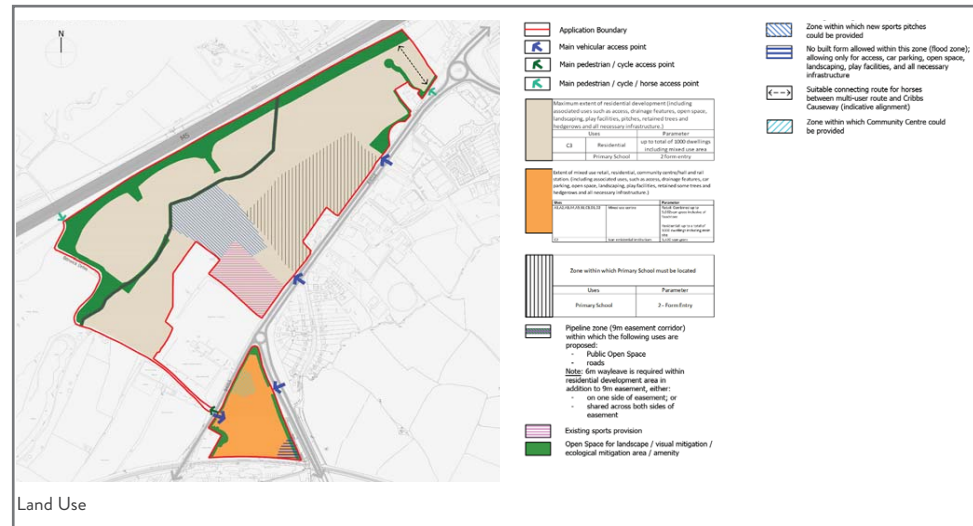 N
M5
Application Boundary
Main vehicular access point
Main pedestrian / cycle access point
Main pedestrian / cycle / horse access point
Maximum extent of residential development (including
associated uses such as access, drainage features, open space,
landscaping, play facilities, pitches, retained trees and
hedgerows and all necessary infrastructure.)
Uses Parameter
C3 Residential up to total of 1000 dwellings
including mixed use area
Primary School 2 form entry
Extent of mixed use retail, residential, community centre/hall and rail
station. (including associated uses, such as access, drainage features, car
parking, open space, landscaping, play facilities, retained some trees and
hedgerows and all necessary infrastructure.)
Uses Parameter
Zone within which Primary School must be located
Uses Parameter
Primary School 2 - Form Entry
Pipeline zone (9m easement corridor)
within which the following uses are
proposed:
- Public Open Space
- roads
Note: 6m wayleave is required within
residential development area in
addition to 9m easement, either:
- on one side of easement; or
- shared across both sides of
easement
Existing sports provision
Open Space for landscape / visual mitigation /
ecological mitigation area / amenity
Zone within which new sports pitches
could be provided
No built form allowed within this zone (flood zone);
allowing only for access, car parking, open space,
landscaping, play facilities, and all necessary
infrastructure
Suitable connecting route for horses
between multi-user route and Cribbs
Causeway (indicative alignment)
Zone within which Community Centre could
be provided
Land Use